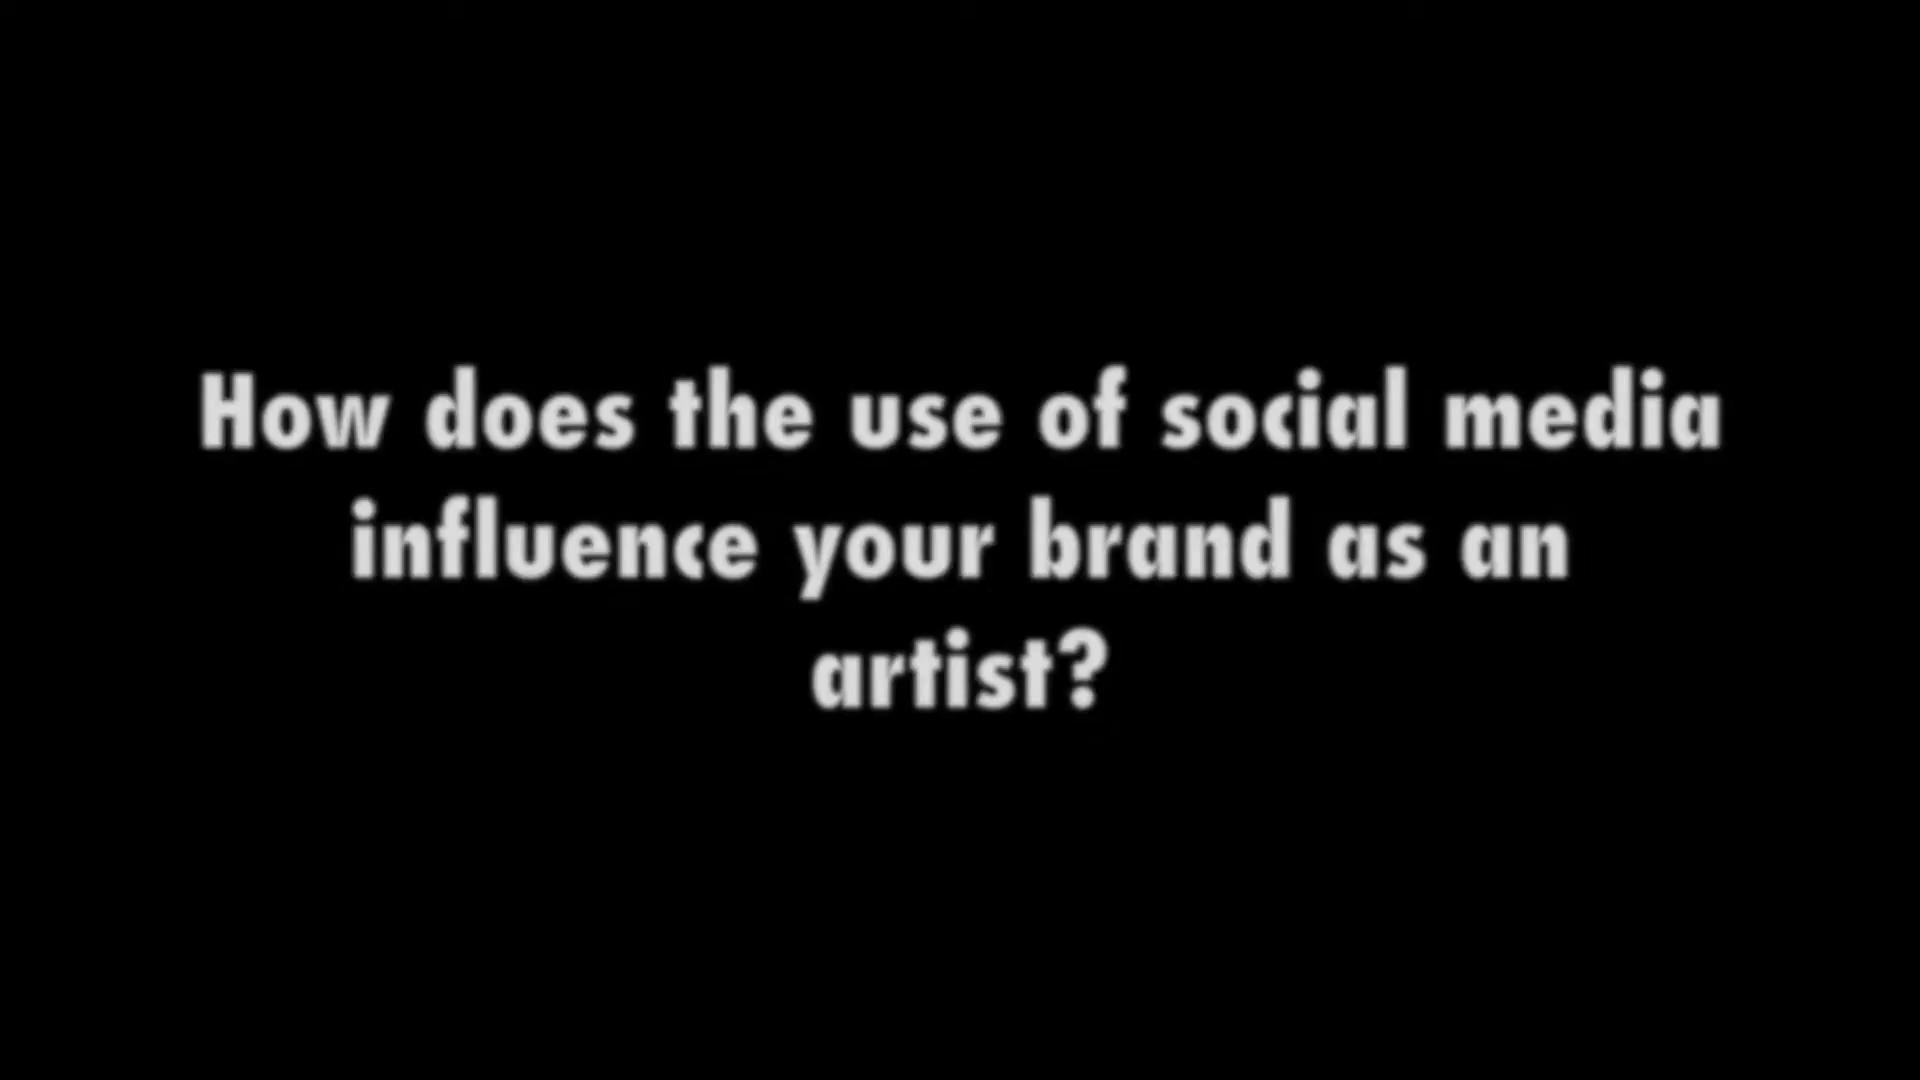 How does the use of social media
influence your brand as an
artist?